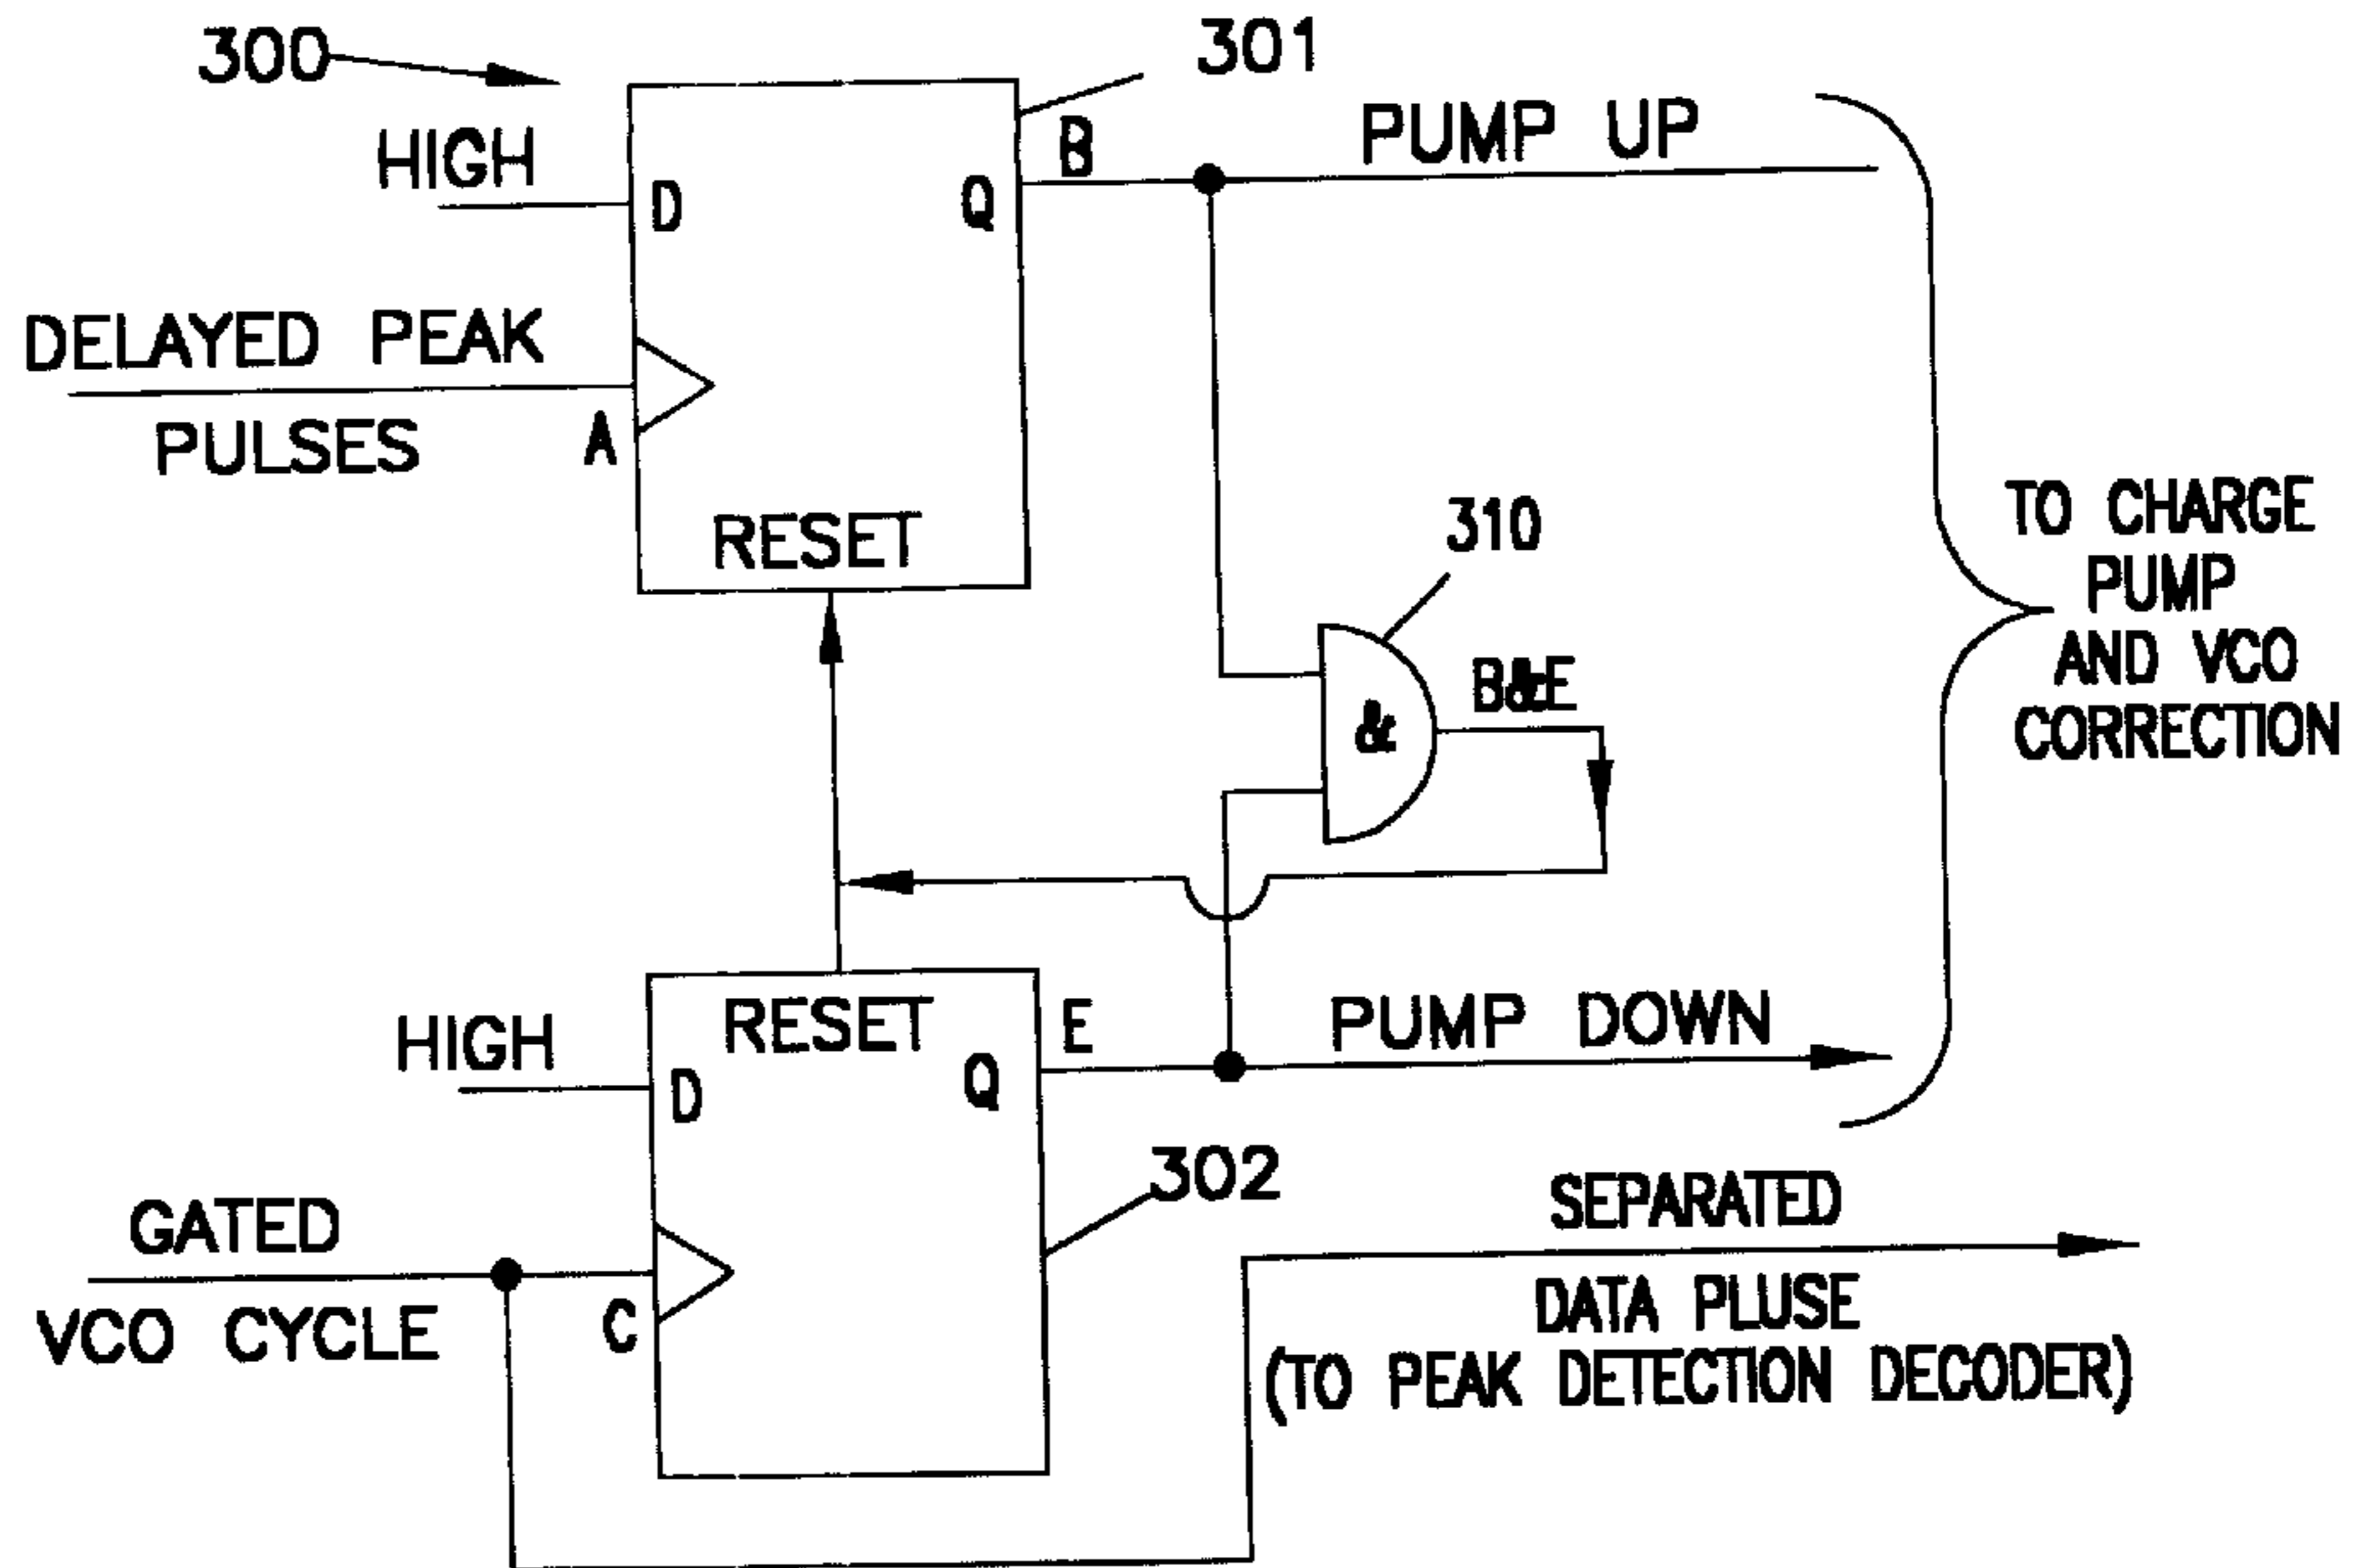 300
301
HIGH
B
PUMP UP
D
Q
DELAYED PEAK
PULSES
A
RESET
310
TO CHARGE
PUMP
AND VCO
CORRECTION
&
B&E
HIGH
RESET
E
PUMP DOWN
D
Q
302
GATED
VCO CYCLE
C
SEPARATED
DATA PLUSE
(TO PEAK DETECTION DECODER)